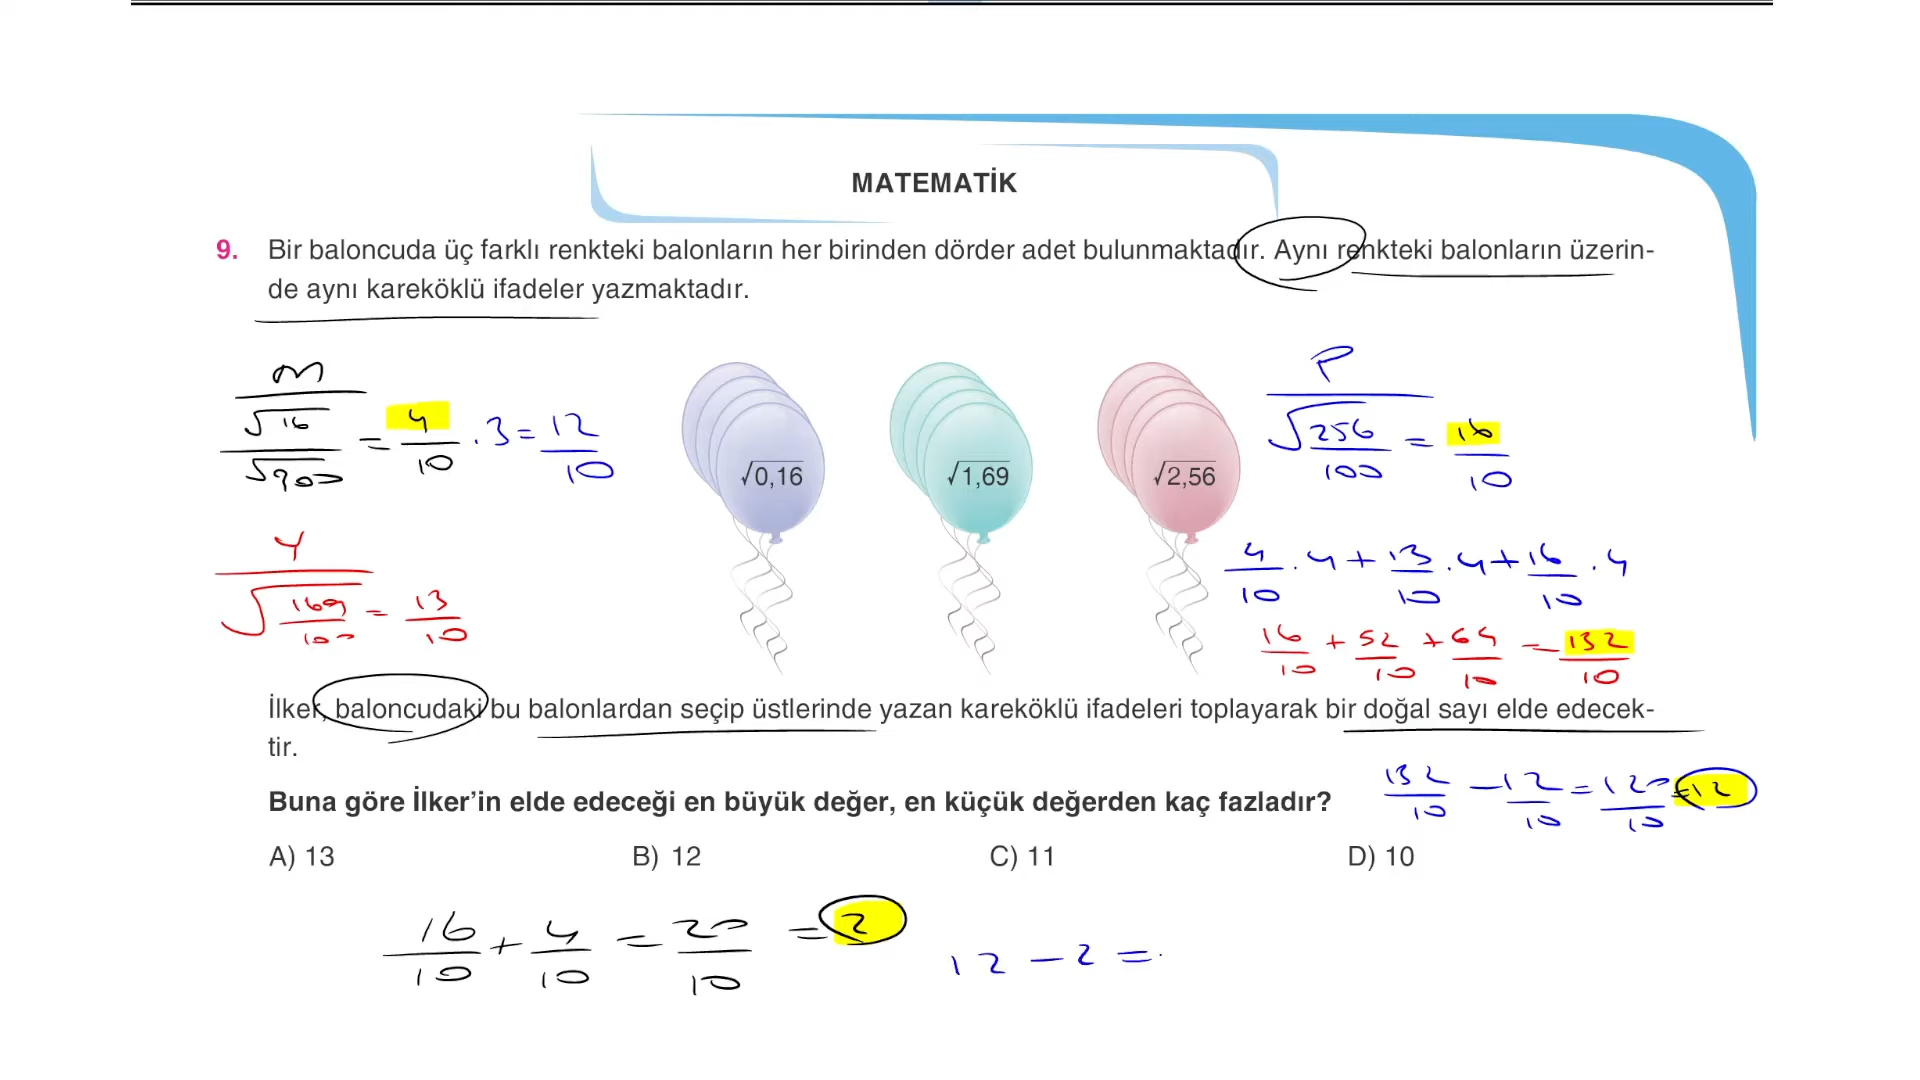 MATEMATİK
9. Bir baloncuda üç farklı renkteki balonların her birinden dörder adet bulunmaktadır. Aynı renkteki balonların üzerin-
de aynı kareköklü ifadeler yazmaktadır.
M
√16/√100 = 4/10 . 3 = 12/10
√0,16 √1,69 √2,56
P
√256/100 = 16/10
Y
√169/100 = 13/10
4/10 . 4 + 13/10 . 4 + 16/10 . 4
16/10 + 52/10 + 64/10 = 132/10
İlker, baloncudaki bu balonlardan seçip üstlerinde yazan kareköklü ifadeleri toplayarak bir doğal sayı elde edecek-
tir.
132/10 - 12/10 = 120/10 = 12
Buna göre İlker'in elde edeceği en büyük değer, en küçük değerden kaç fazladır?
A) 13 B) 12 C) 11 D) 10
16/10 + 4/10 = 20/10 = 2
12 - 2 =